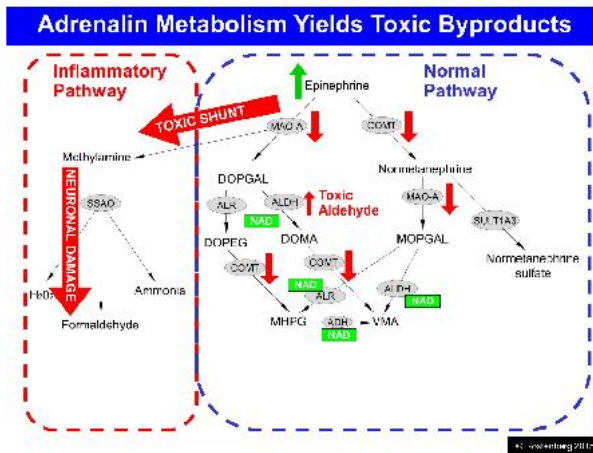 Adrenalin Metabolism Yields Toxic Byproducts
Inflammatory
Pathway
Normal
Pathway
Epinephrine
TOXIC SHUNT
MAO-A
COMT
Methylamine
Normetanephrine
DOPGAL
MAO-A
NEURONAL DAMAGE
SSAO
ALR
ALDH
Toxic
Aldehyde
SULT1A3
NAD
DOPEG
DOMA
MOPGAL
COMT
COMT
Normetanephrine
sulfate
H₂0₂
Ammonia
NAD
ALR
ALDH
NAD
Formaldehyde
MHPG
ADH
VMA
NAD